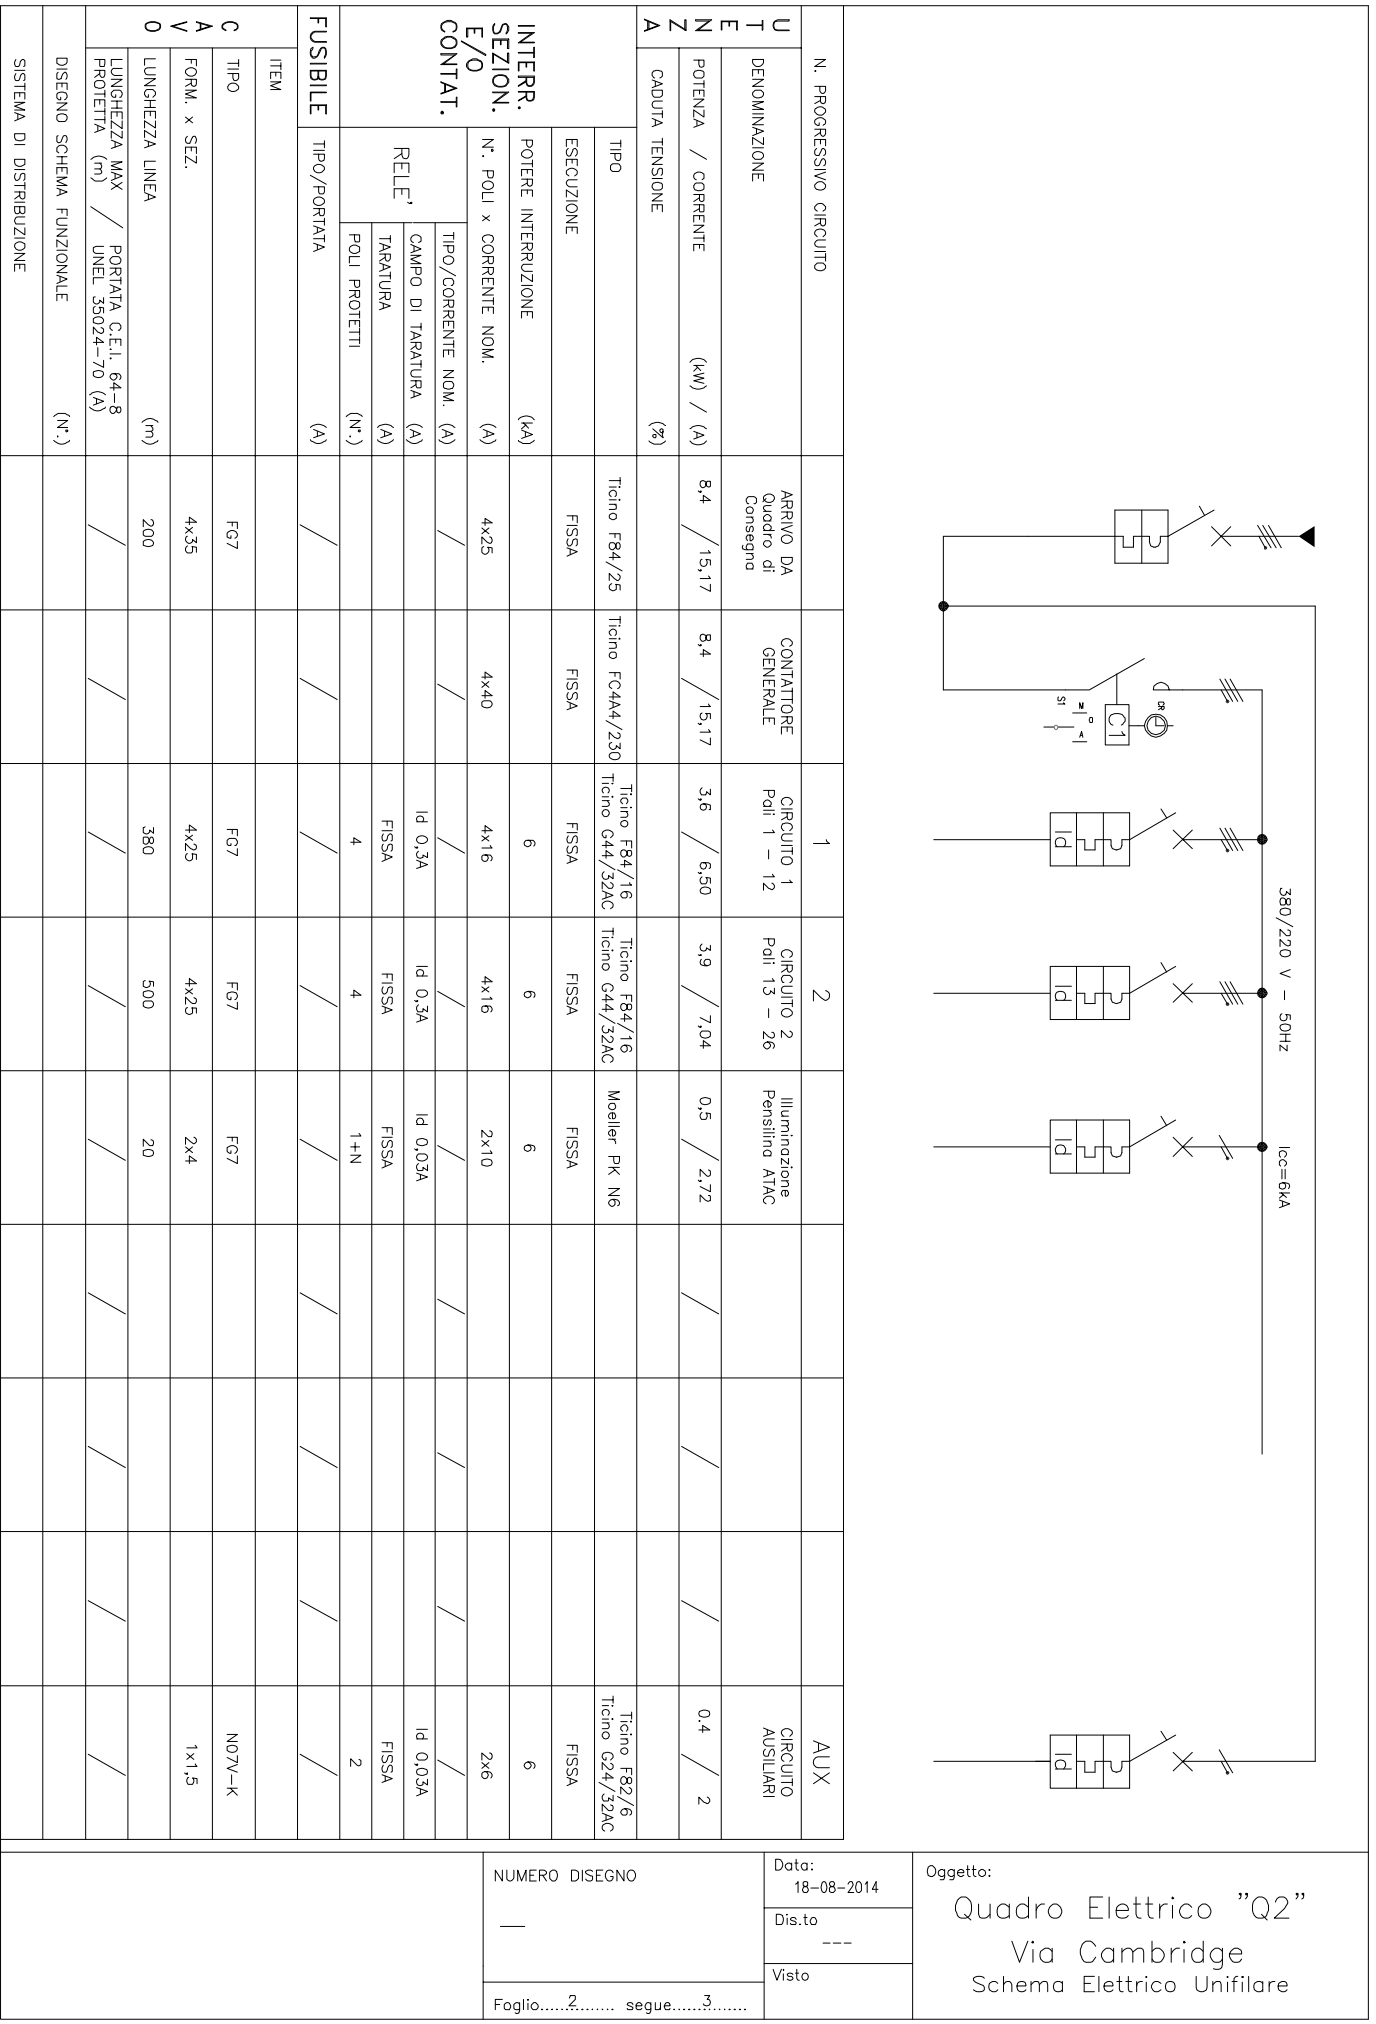 380/220 V - 50Hz
Icc=6kA
CR
C1
M
O
A
S1
Id
Id
Id
Id
N. PROGRESSIVO CIRCUITO
1
2
AUX
UTENZA
DENOMINAZIONE
ARRIVO DA
Quadro di
Consegna
CONTATTORE
GENERALE
CIRCUITO 1
Pali 1 - 12
CIRCUITO 2
Pali 13 - 26
Illuminazione
Pensilina ATAC
CIRCUITO
AUSILIARI
POTENZA / CORRENTE (kW) / (A)
8,4 / 15,17
8,4 / 15,17
3,6 / 6,50
3,9 / 7,04
0,5 / 2,72
/
/
/
0.4 / 2
CADUTA TENSIONE (%)
INTERR.
SEZION.
E/O
CONTAT.
TIPO
Ticino F84/25
Ticino FC4A4/230
Ticino F84/16
Ticino G44/32AC
Ticino F84/16
Ticino G44/32AC
Moeller PK N6
Ticino F82/6
Ticino G24/32AC
ESECUZIONE
FISSA
FISSA
FISSA
FISSA
FISSA
FISSA
POTERE INTERRUZIONE (kA)
6
6
6
6
N°. POLI x CORRENTE NOM. (A)
4x25
4x40
4x16
4x16
2x10
2x6
RELE'
TIPO/CORRENTE NOM. (A)
/
/
/
/
/
/
/
/
/
CAMPO DI TARATURA (A)
Id 0,3A
Id 0,3A
Id 0,03A
Id 0,03A
TARATURA (A)
FISSA
FISSA
FISSA
FISSA
POLI PROTETTI (N°.)
4
4
1+N
2
FUSIBILE
TIPO/PORTATA (A)
/
/
/
/
/
/
/
/
/
CAVO
ITEM
TIPO
FG7
FG7
FG7
FG7
N07V-K
FORM. x SEZ.
4x35
4x25
4x25
2x4
1x1,5
LUNGHEZZA LINEA (m)
200
380
500
20
LUNGHEZZA MAX / PORTATA C.E.I. 64-8
PROTETTA (m) / UNEL 35024-70 (A)
/
/
/
/
/
/
/
/
/
DISEGNO SCHEMA FUNZIONALE (N°.)
SISTEMA DI DISTRIBUZIONE
Oggetto:
Quadro Elettrico "Q2"
Via Cambridge
Schema Elettrico Unifilare
Data:
18-08-2014
Dis.to
---
Visto
NUMERO DISEGNO
—
Foglio.......2....... segue.......3.......